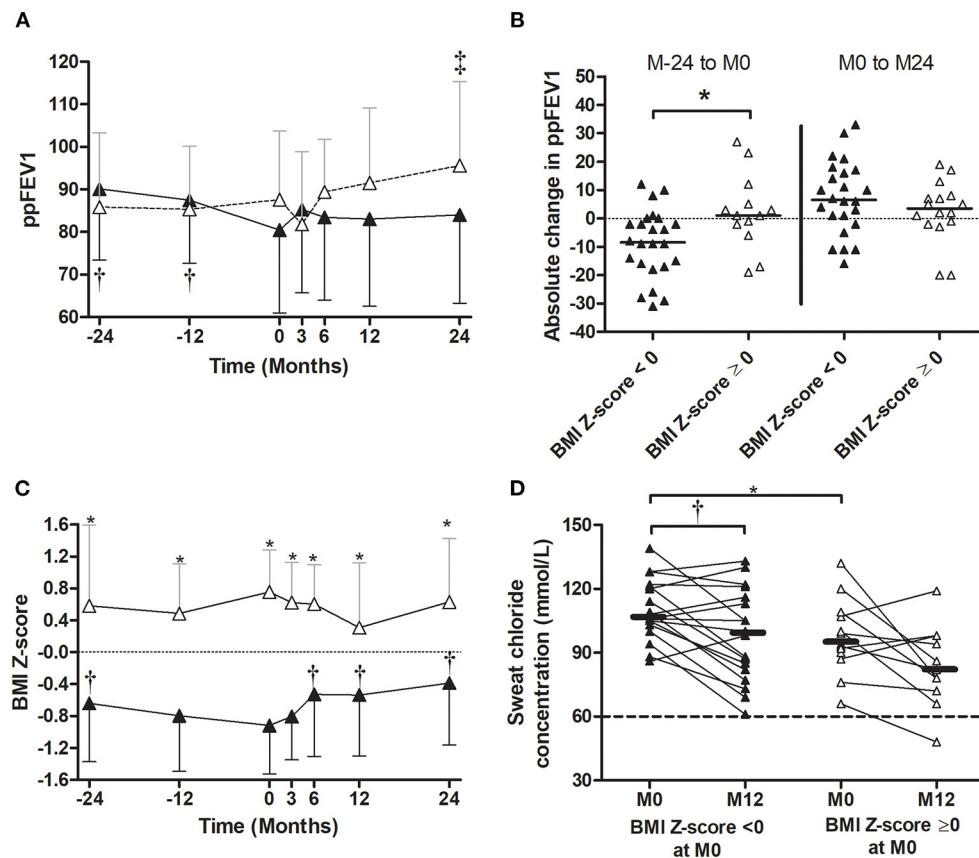 A
120
110
100
90
80
70
60
ppFEV1
‡
†
†
-24
-12
0
3
6
12
24
Time (Months)
B
M-24 to M0
M0 to M24
*
50
40
30
20
10
0
-10
-20
-30
-40
Absolute change in ppFEV1
BMI Z-score < 0
BMI Z-score ≥ 0
BMI Z-score < 0
BMI Z-score ≥ 0
C
1.6
1.2
0.8
0.4
-0.0
-0.4
-0.8
-1.2
-1.6
BMI Z-score
*
*
*
*
*
*
*
†
†
†
†
-24
-12
0
3
6
12
24
Time (Months)
D
*
†
150
120
90
60
30
Sweat chloride
concentration (mmol/L)
M0
M12
M0
M12
BMI Z-score <0
at M0
BMI Z-score ≥0
at M0